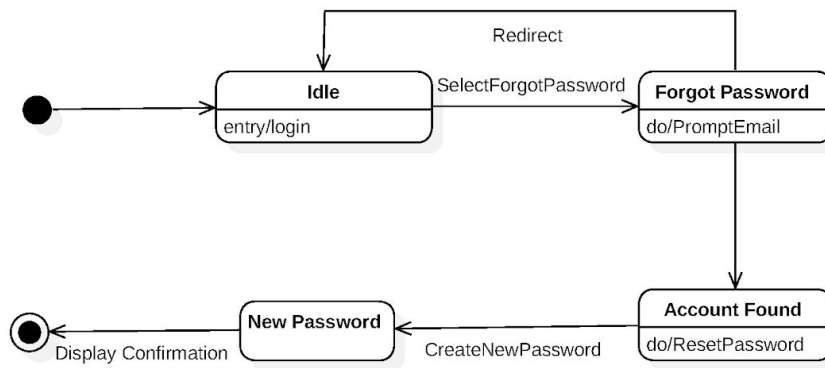 Redirect
Idle
SelectForgotPassword
Forgot Password
entry/login
do/PromptEmail
New Password
Account Found
do/ResetPassword
Display Confirmation
CreateNewPassword